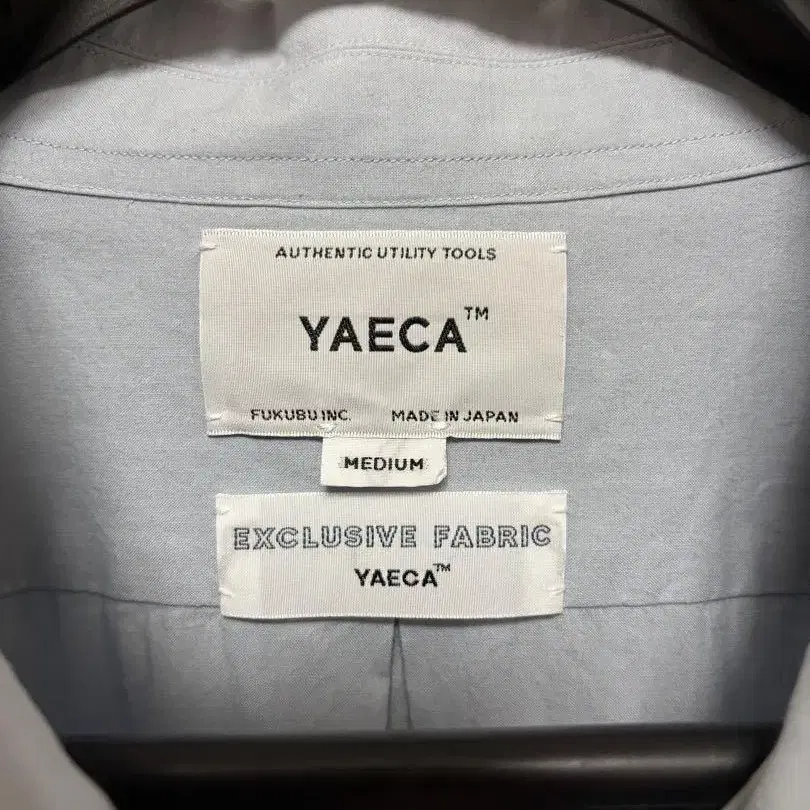 AUTHENTIC UTILITY TOOLS
YAECA™
FUKUBU INC. MADE IN JAPAN
MEDIUM
EXCLUSIVE FABRIC
YAECA™